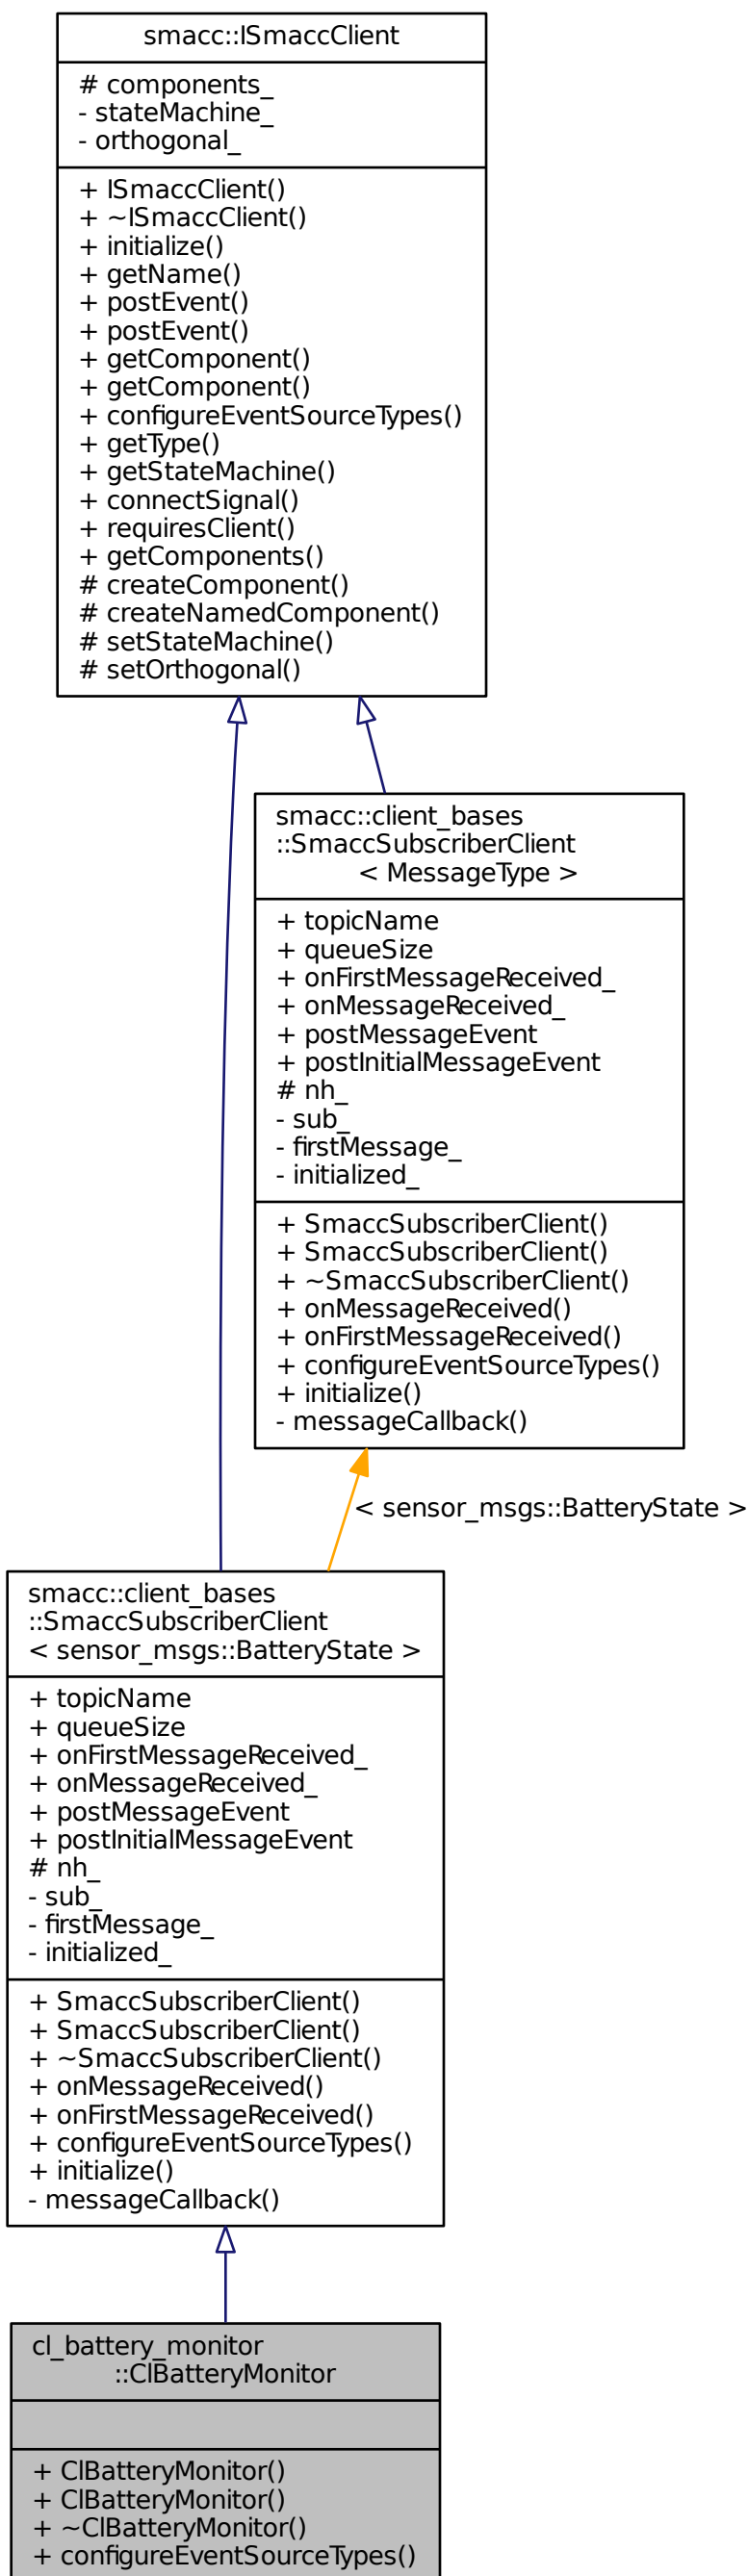 smacc::ISmaccClient
# components_
- stateMachine_
- orthogonal_
+ ISmaccClient()
+ ~ISmaccClient()
+ initialize()
+ getName()
+ postEvent()
+ postEvent()
+ getComponent()
+ getComponent()
+ configureEventSourceTypes()
+ getType()
+ getStateMachine()
+ connectSignal()
+ requiresClient()
+ getComponents()
# createComponent()
# createNamedComponent()
# setStateMachine()
# setOrthogonal()
smacc::client_bases
::SmaccSubscriberClient
< MessageType >
+ topicName
+ queueSize
+ onFirstMessageReceived_
+ onMessageReceived_
+ postMessageEvent
+ postInitialMessageEvent
# nh_
- sub_
- firstMessage_
- initialized_
+ SmaccSubscriberClient()
+ SmaccSubscriberClient()
+ ~SmaccSubscriberClient()
+ onMessageReceived()
+ onFirstMessageReceived()
+ configureEventSourceTypes()
+ initialize()
- messageCallback()
< sensor_msgs::BatteryState >
smacc::client_bases
::SmaccSubscriberClient
< sensor_msgs::BatteryState >
+ topicName
+ queueSize
+ onFirstMessageReceived_
+ onMessageReceived_
+ postMessageEvent
+ postInitialMessageEvent
# nh_
- sub_
- firstMessage_
- initialized_
+ SmaccSubscriberClient()
+ SmaccSubscriberClient()
+ ~SmaccSubscriberClient()
+ onMessageReceived()
+ onFirstMessageReceived()
+ configureEventSourceTypes()
+ initialize()
- messageCallback()
cl_battery_monitor
::ClBatteryMonitor
+ ClBatteryMonitor()
+ ClBatteryMonitor()
+ ~ClBatteryMonitor()
+ configureEventSourceTypes()